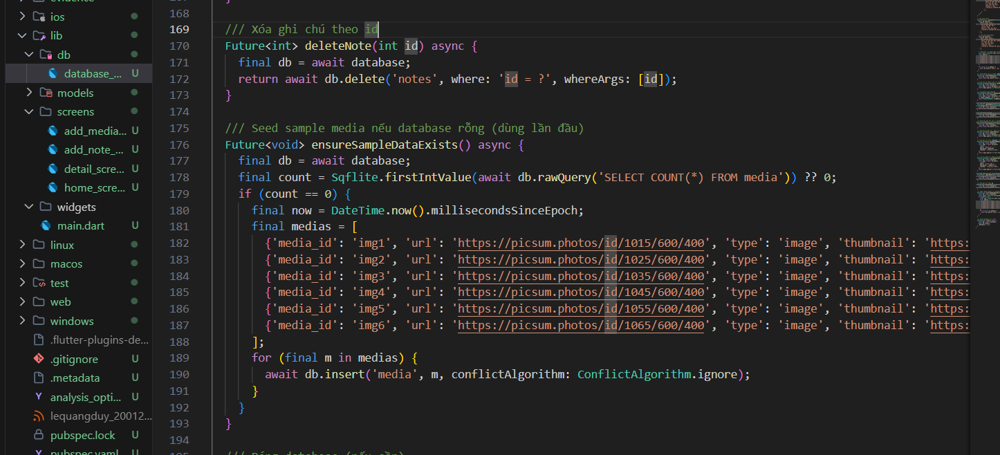 evidence
ios
lib
db
database_... U
models
screens
add_media... U
add_note_... U
detail_scre... U
home_scre... U
widgets
main.dart U
linux
macos
test
web
windows
.flutter-plugins-de...
.gitignore U
.metadata U
analysis_opti... U
lequangduy_20012...
pubspec.lock U
pubspec.yaml U
168
169 /// Xóa ghi chú theo id
170 Future<int> deleteNote(int id) async {
171 final db = await database;
172 return await db.delete('notes', where: 'id = ?', whereArgs: [id]);
173 }
174
175 /// Seed sample media nếu database rỗng (dùng lần đầu)
176 Future<void> ensureSampleDataExists() async {
177 final db = await database;
178 final count = Sqflite.firstIntValue(await db.rawQuery('SELECT COUNT(*) FROM media')) ?? 0;
179 if (count == 0) {
180 final now = DateTime.now().millisecondsSinceEpoch;
181 final medias = [
182 {'media_id': 'img1', 'url': 'https://picsum.photos/id/1015/600/400', 'type': 'image', 'thumbnail': 'https:
183 {'media_id': 'img2', 'url': 'https://picsum.photos/id/1025/600/400', 'type': 'image', 'thumbnail': 'https:
184 {'media_id': 'img3', 'url': 'https://picsum.photos/id/1035/600/400', 'type': 'image', 'thumbnail': 'https:
185 {'media_id': 'img4', 'url': 'https://picsum.photos/id/1045/600/400', 'type': 'image', 'thumbnail': 'https:
186 {'media_id': 'img5', 'url': 'https://picsum.photos/id/1055/600/400', 'type': 'image', 'thumbnail': 'https:
187 {'media_id': 'img6', 'url': 'https://picsum.photos/id/1065/600/400', 'type': 'image', 'thumbnail': 'https:
188 ];
189 for (final m in medias) {
190 await db.insert('media', m, conflictAlgorithm: ConflictAlgorithm.ignore);
191 }
192 }
193 }
194
195 /// Đóng database (nếu cần)